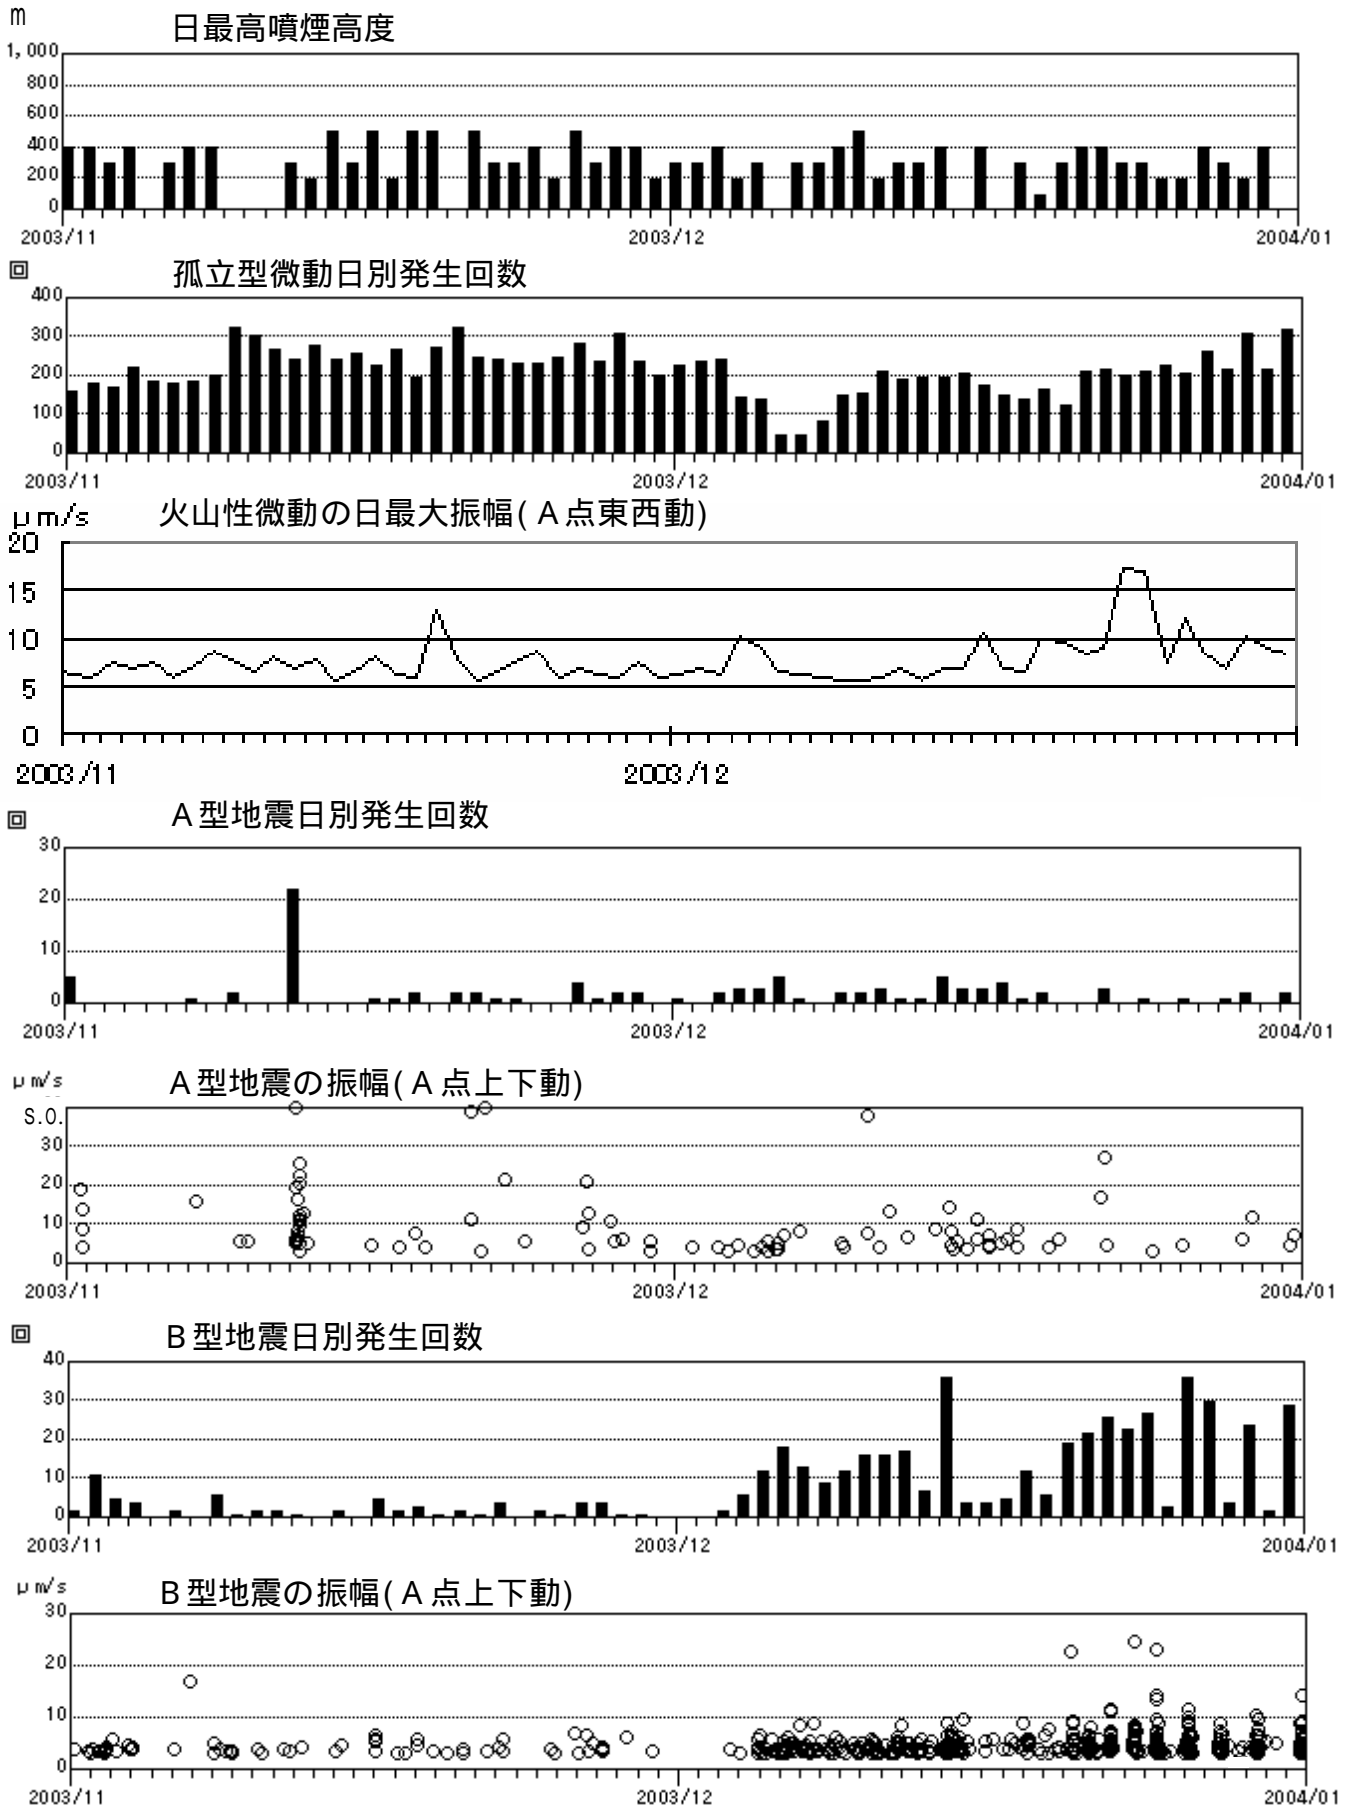 m
日最高噴煙高度
1,000
800
600
400
200
0
2003/11 2003/12 2004/01
回
孤立型微動日別発生回数
400
300
200
100
0
2003/11 2003/12 2004/01
μm/s
火山性微動の日最大振幅(A点東西動)
20
15
10
5
0
2003/11 2003/12
回
A型地震日別発生回数
30
20
10
0
2003/11 2003/12 2004/01
μm/s
A型地震の振幅(A点上下動)
S.O.
30
20
10
0
2003/11 2003/12 2004/01
回
B型地震日別発生回数
40
30
20
10
0
2003/11 2003/12 2004/01
μm/s
B型地震の振幅(A点上下動)
30
20
10
0
2003/11 2003/12 2004/01